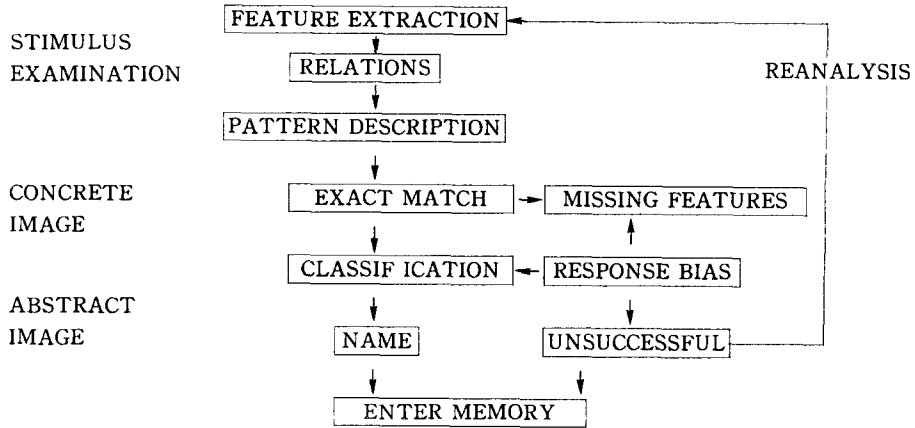 FEATURE EXTRACTION
STIMULUS
EXAMINATION
RELATIONS
REANALYSIS
PATTERN DESCRIPTION
CONCRETE
IMAGE
EXACT MATCH
MISSING FEATURES
CLASSIF ICATION
RESPONSE BIAS
ABSTRACT
IMAGE
NAME
UNSUCCESSFUL
ENTER MEMORY